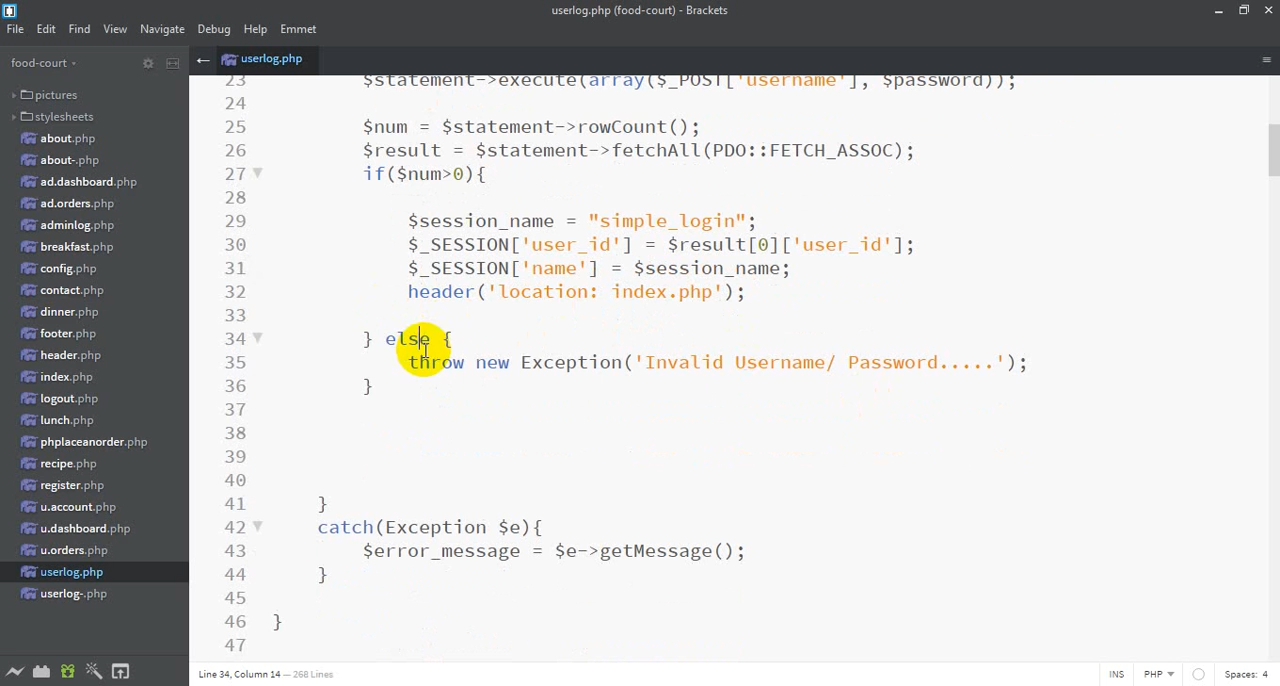 userlog.php (food-court) - Brackets
File Edit Find View Navigate Debug Help Emmet
food-court
userlog.php
pictures
stylesheets
about.php
about-.php
ad.dashboard.php
ad.orders.php
adminlog.php
breakfast.php
config.php
contact.php
dinner.php
footer.php
header.php
index.php
logout.php
lunch.php
phplaceanorder.php
recipe.php
register.php
u.account.php
u.dashboard.php
u.orders.php
userlog.php
userlog-.php
23 $statement->execute(array($_POST['username'], $password));
24
25 $num = $statement->rowCount();
26 $result = $statement->fetchAll(PDO::FETCH_ASSOC);
27 if($num>0){
28
29 $session_name = "simple_login";
30 $_SESSION['user_id'] = $result[0]['user_id'];
31 $_SESSION['name'] = $session_name;
32 header('location: index.php');
33
34 } else {
35 throw new Exception('Invalid Username/ Password.....');
36 }
37
38
39
40
41 }
42 catch(Exception $e){
43 $error_message = $e->getMessage();
44 }
45
46 }
47
Line 34, Column 14 — 268 Lines
INS PHP Spaces: 4